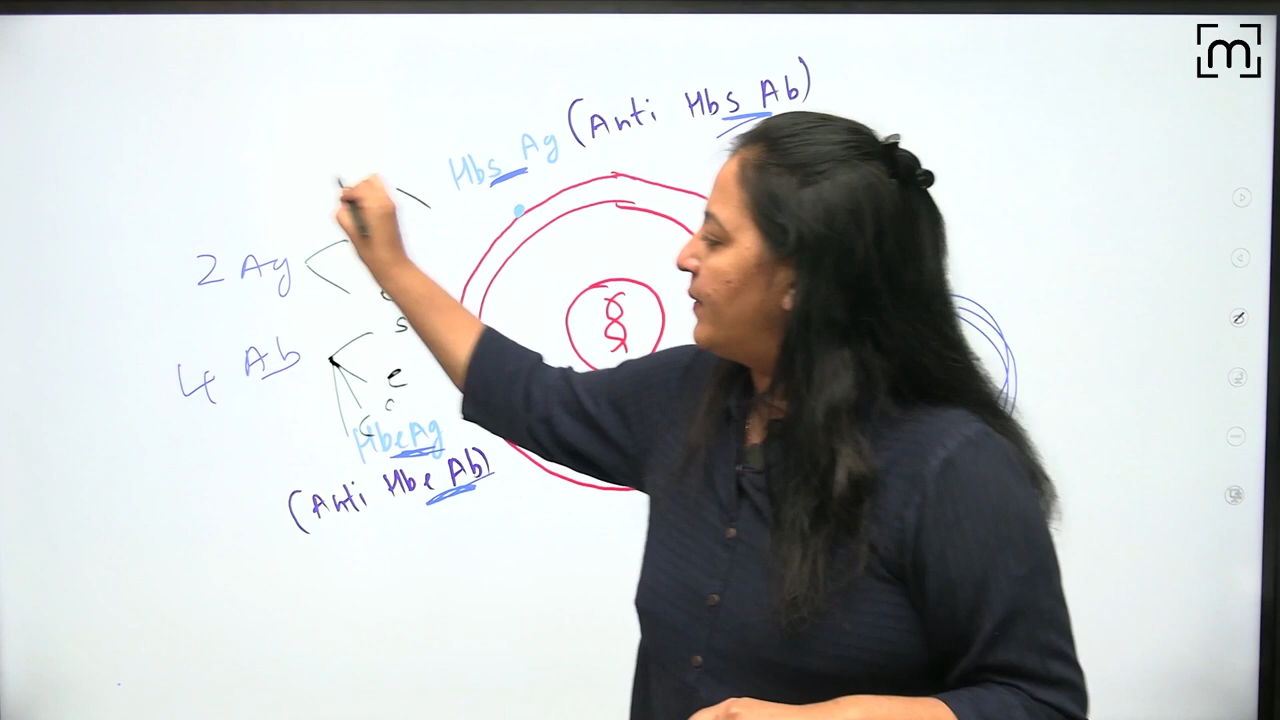 m
Hbs Ag (Anti Hbs Ab)
2 Ag
s
4 Ab
e
c
c
HbeAg
(Anti Hbe Ab)